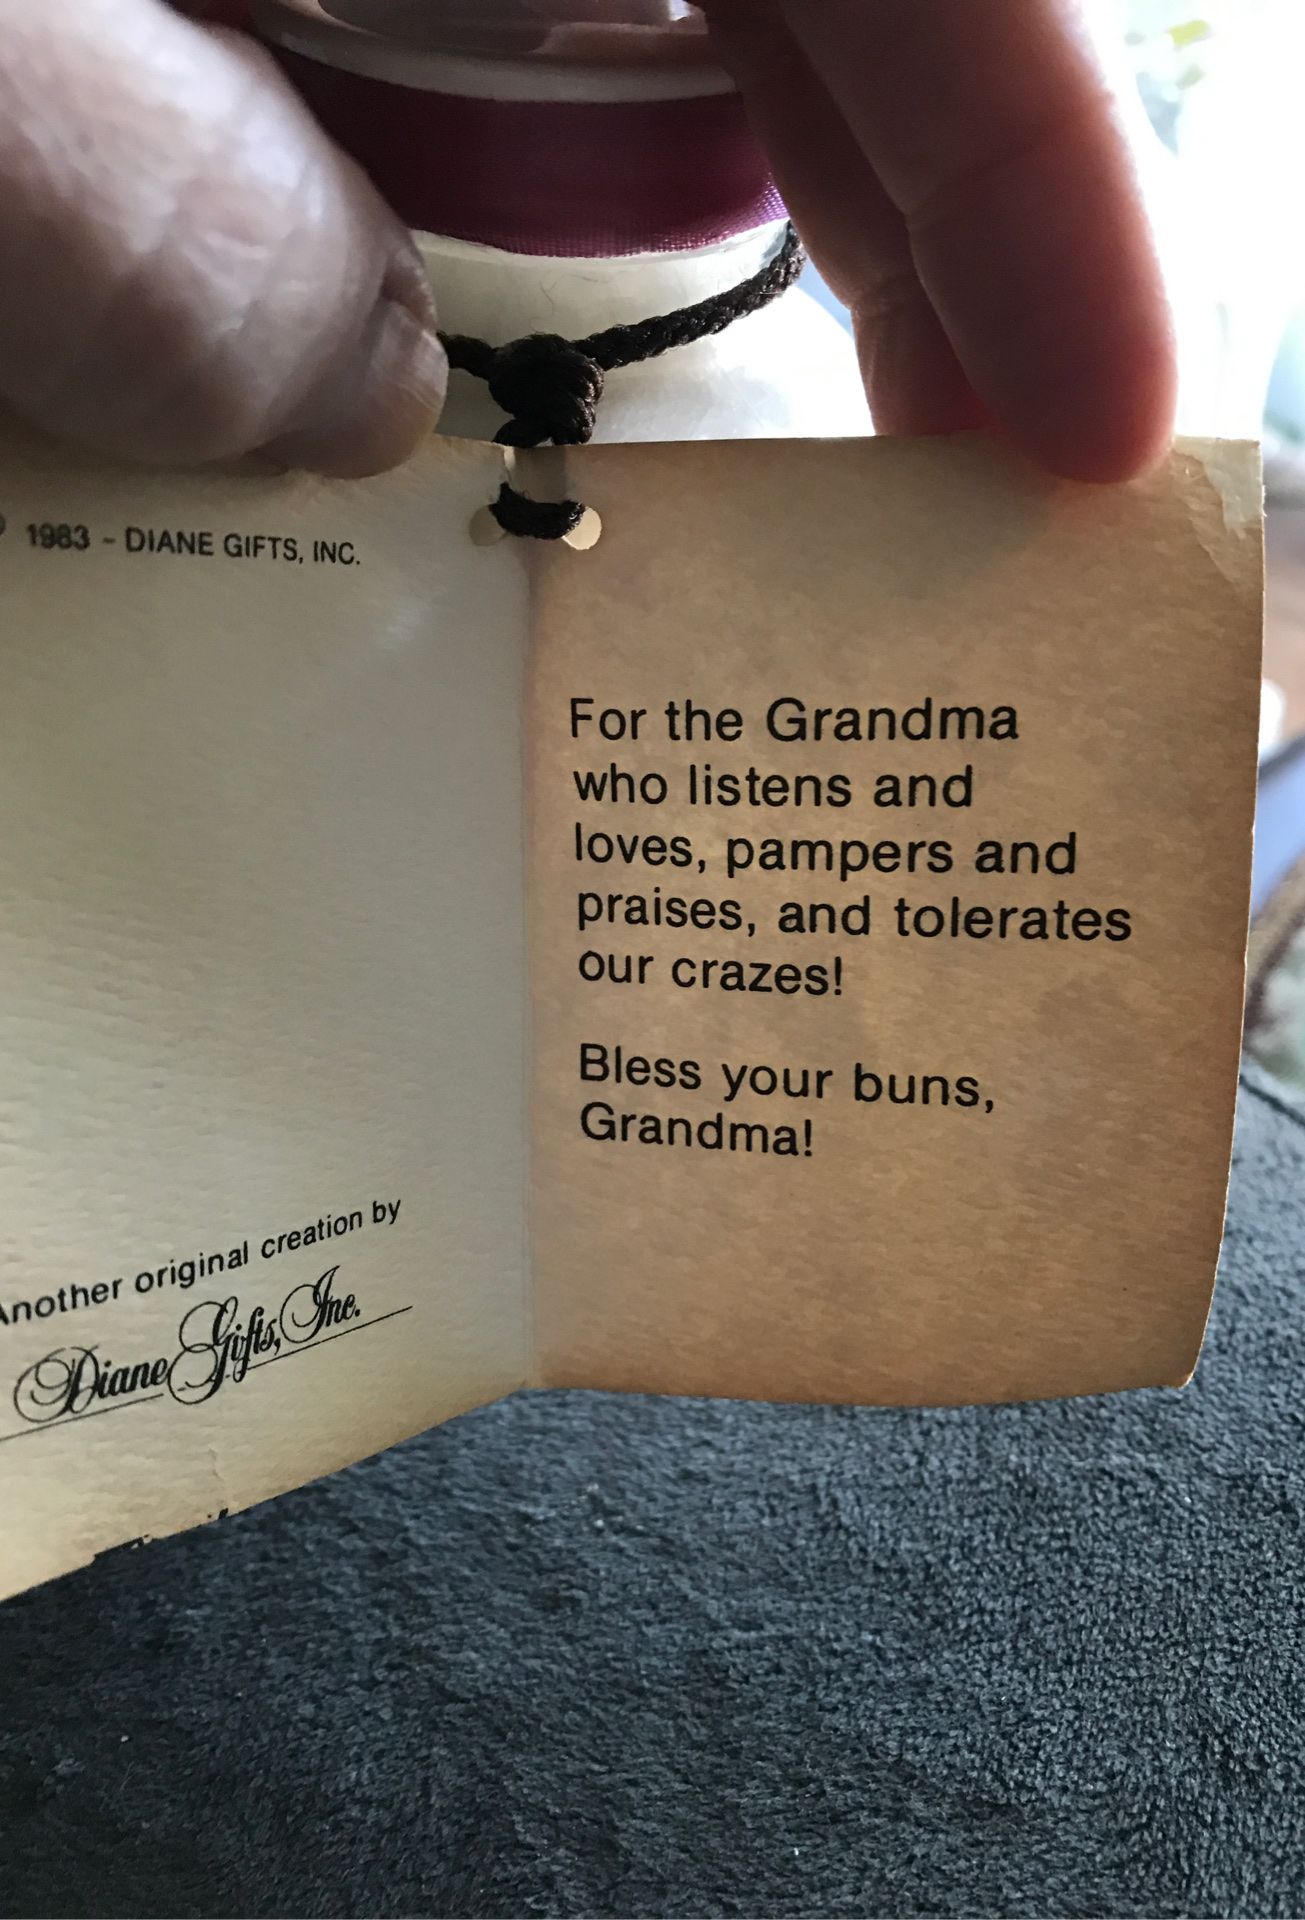 1983 - DIANE GIFTS, INC.
Another original creation by
Diane Gifts, Inc.
For the Grandma
who listens and
loves, pampers and
praises, and tolerates
our crazes!
Bless your buns,
Grandma!